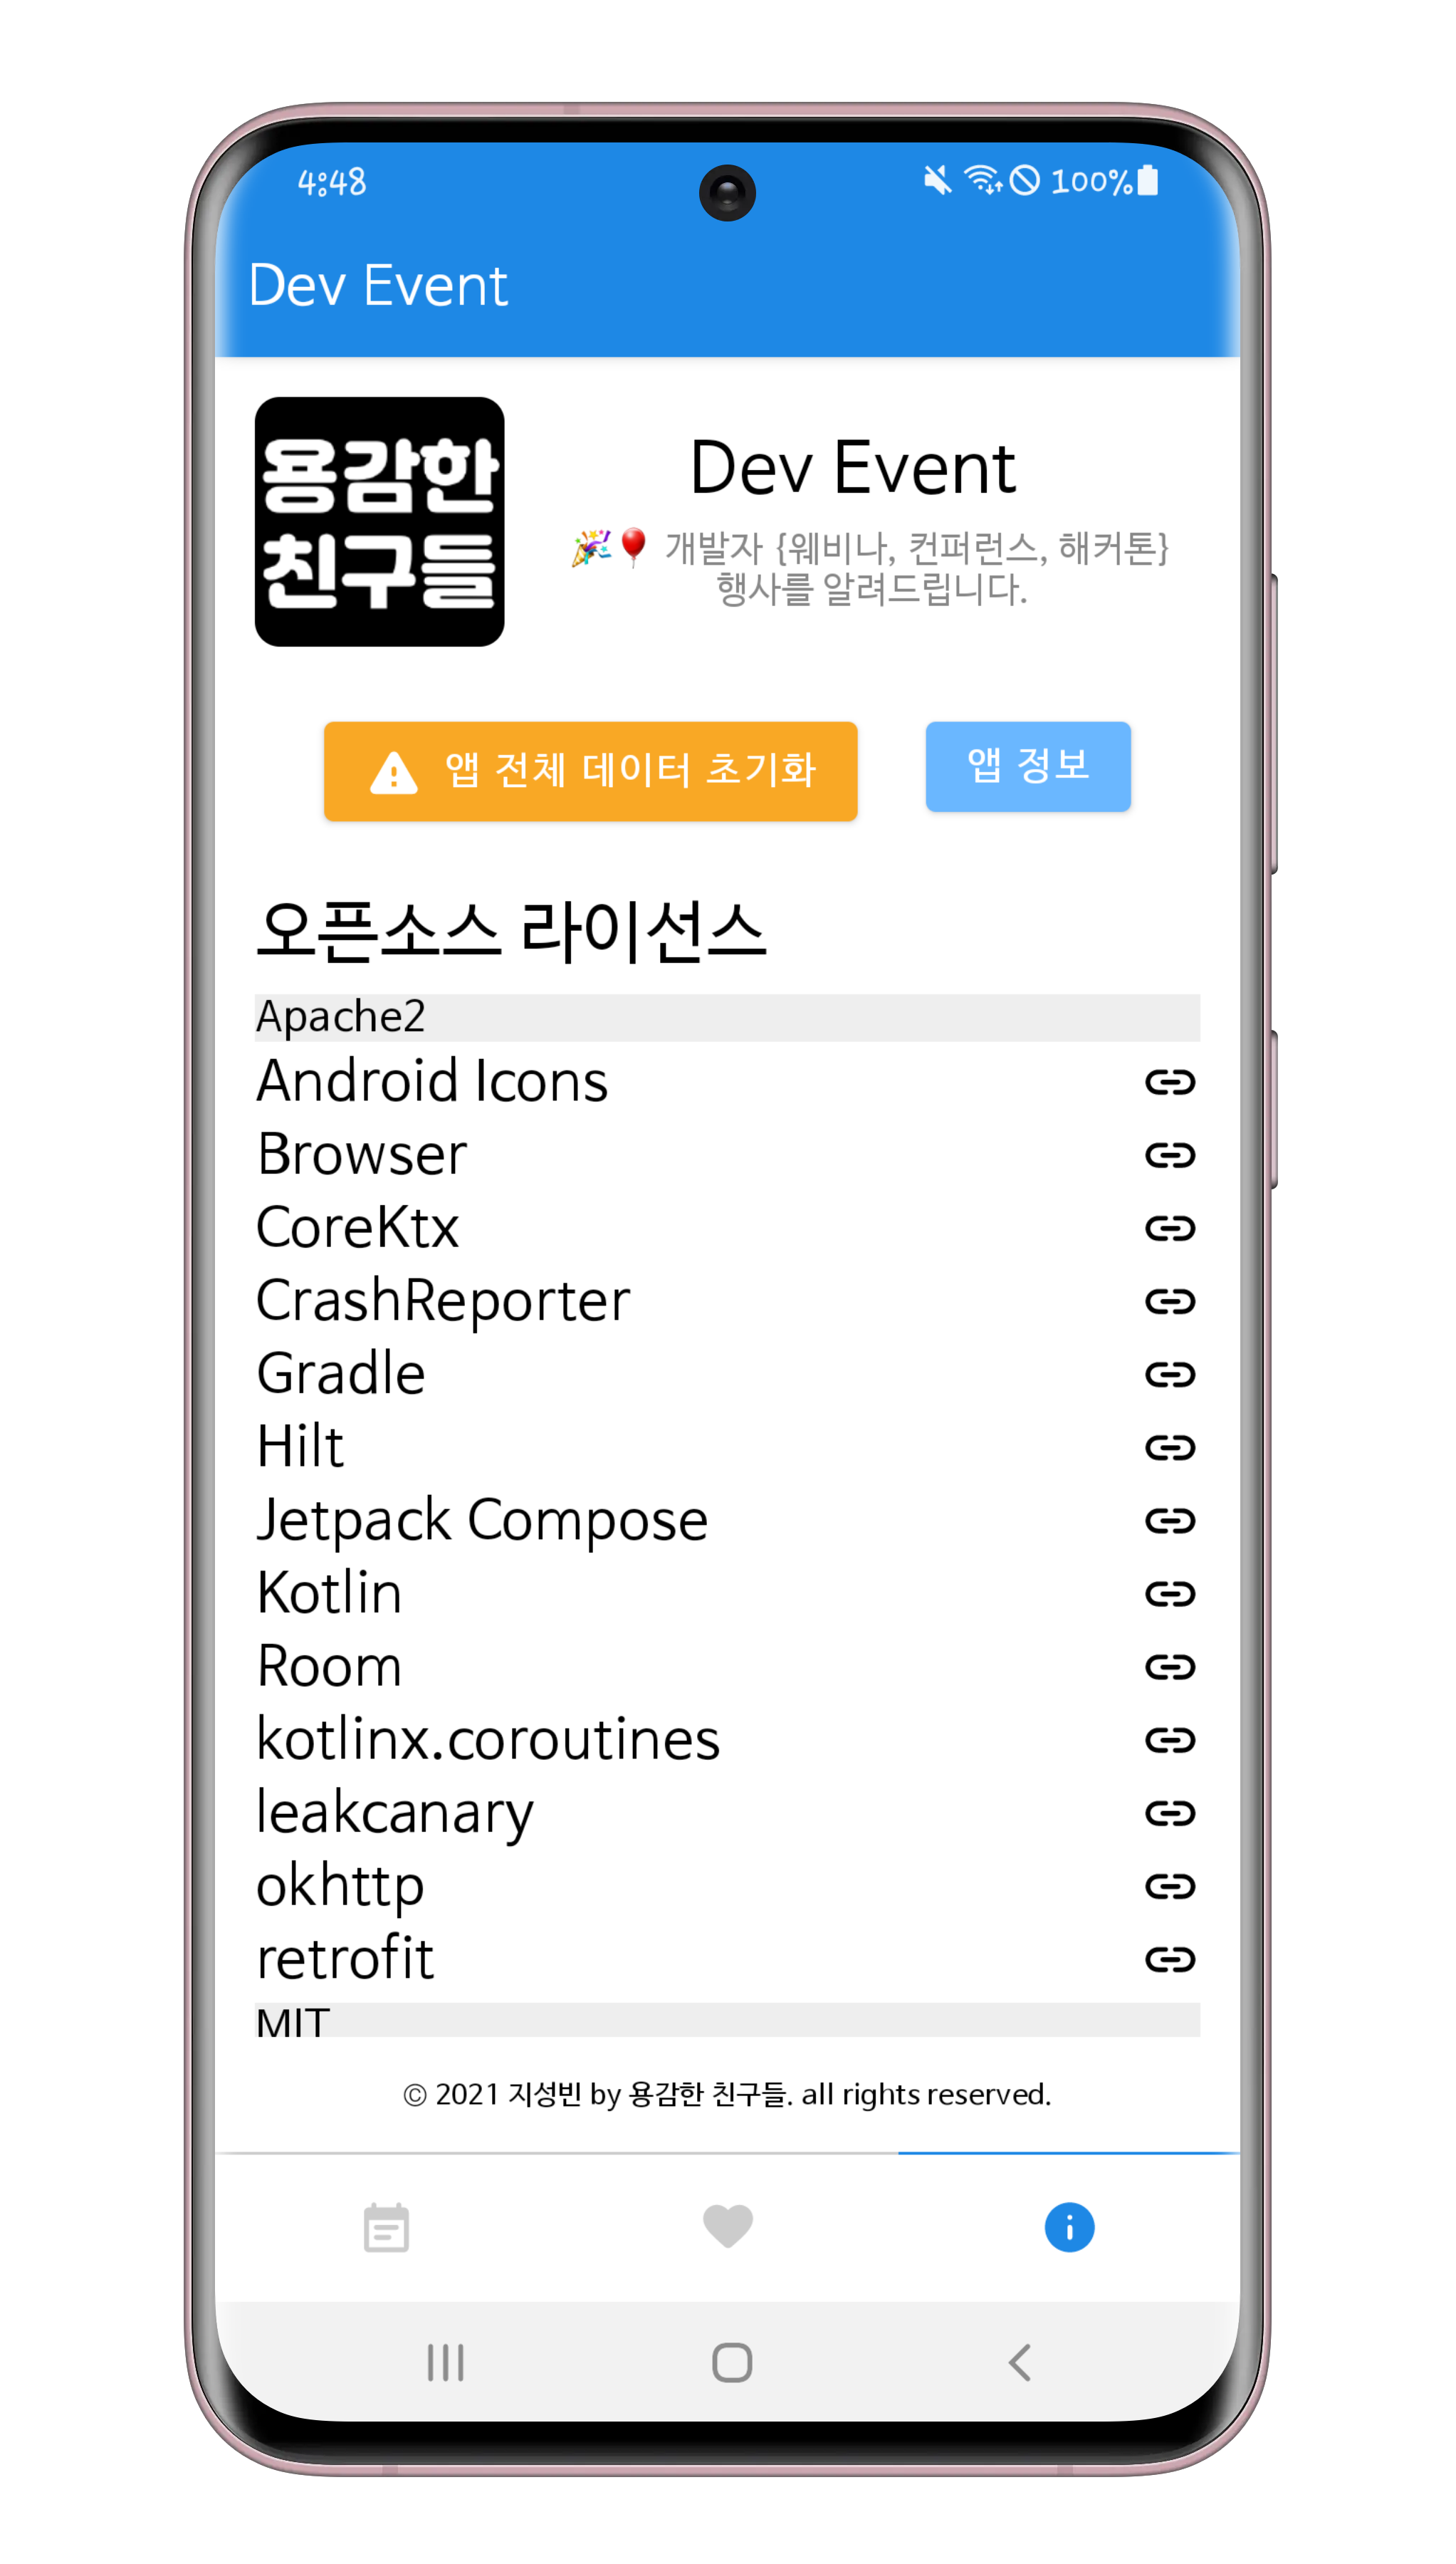 4:48 100%
Dev Event
용감한
친구들
Dev Event
🎉🎈 개발자 {웨비나, 컨퍼런스, 해커톤}
행사를 알려드립니다.
앱 전체 데이터 초기화
앱 정보
오픈소스 라이선스
Apache2
Android Icons
Browser
CoreKtx
CrashReporter
Gradle
Hilt
Jetpack Compose
Kotlin
Room
kotlinx.coroutines
leakcanary
okhttp
retrofit
MIT
© 2021 지성빈 by 용감한 친구들. all rights reserved.